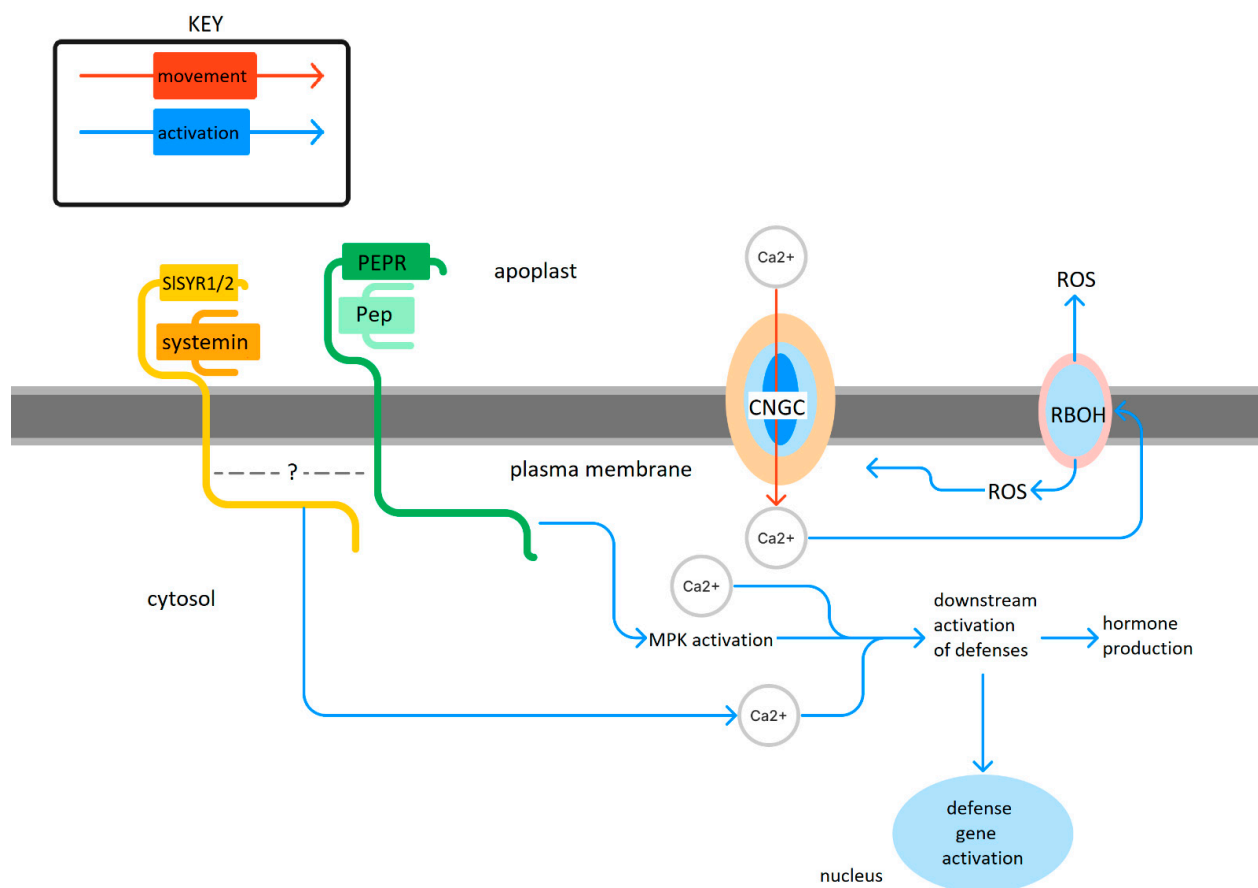 KEY
movement
activation
SlSYR1/2
systemin
PEPR
Pep
apoplast
Ca2+
ROS
CNGC
RBOH
?
plasma membrane
ROS
Ca2+
cytosol
Ca2+
MPK activation
downstream
activation
of defenses
hormone
production
Ca2+
defense
gene
activation
nucleus